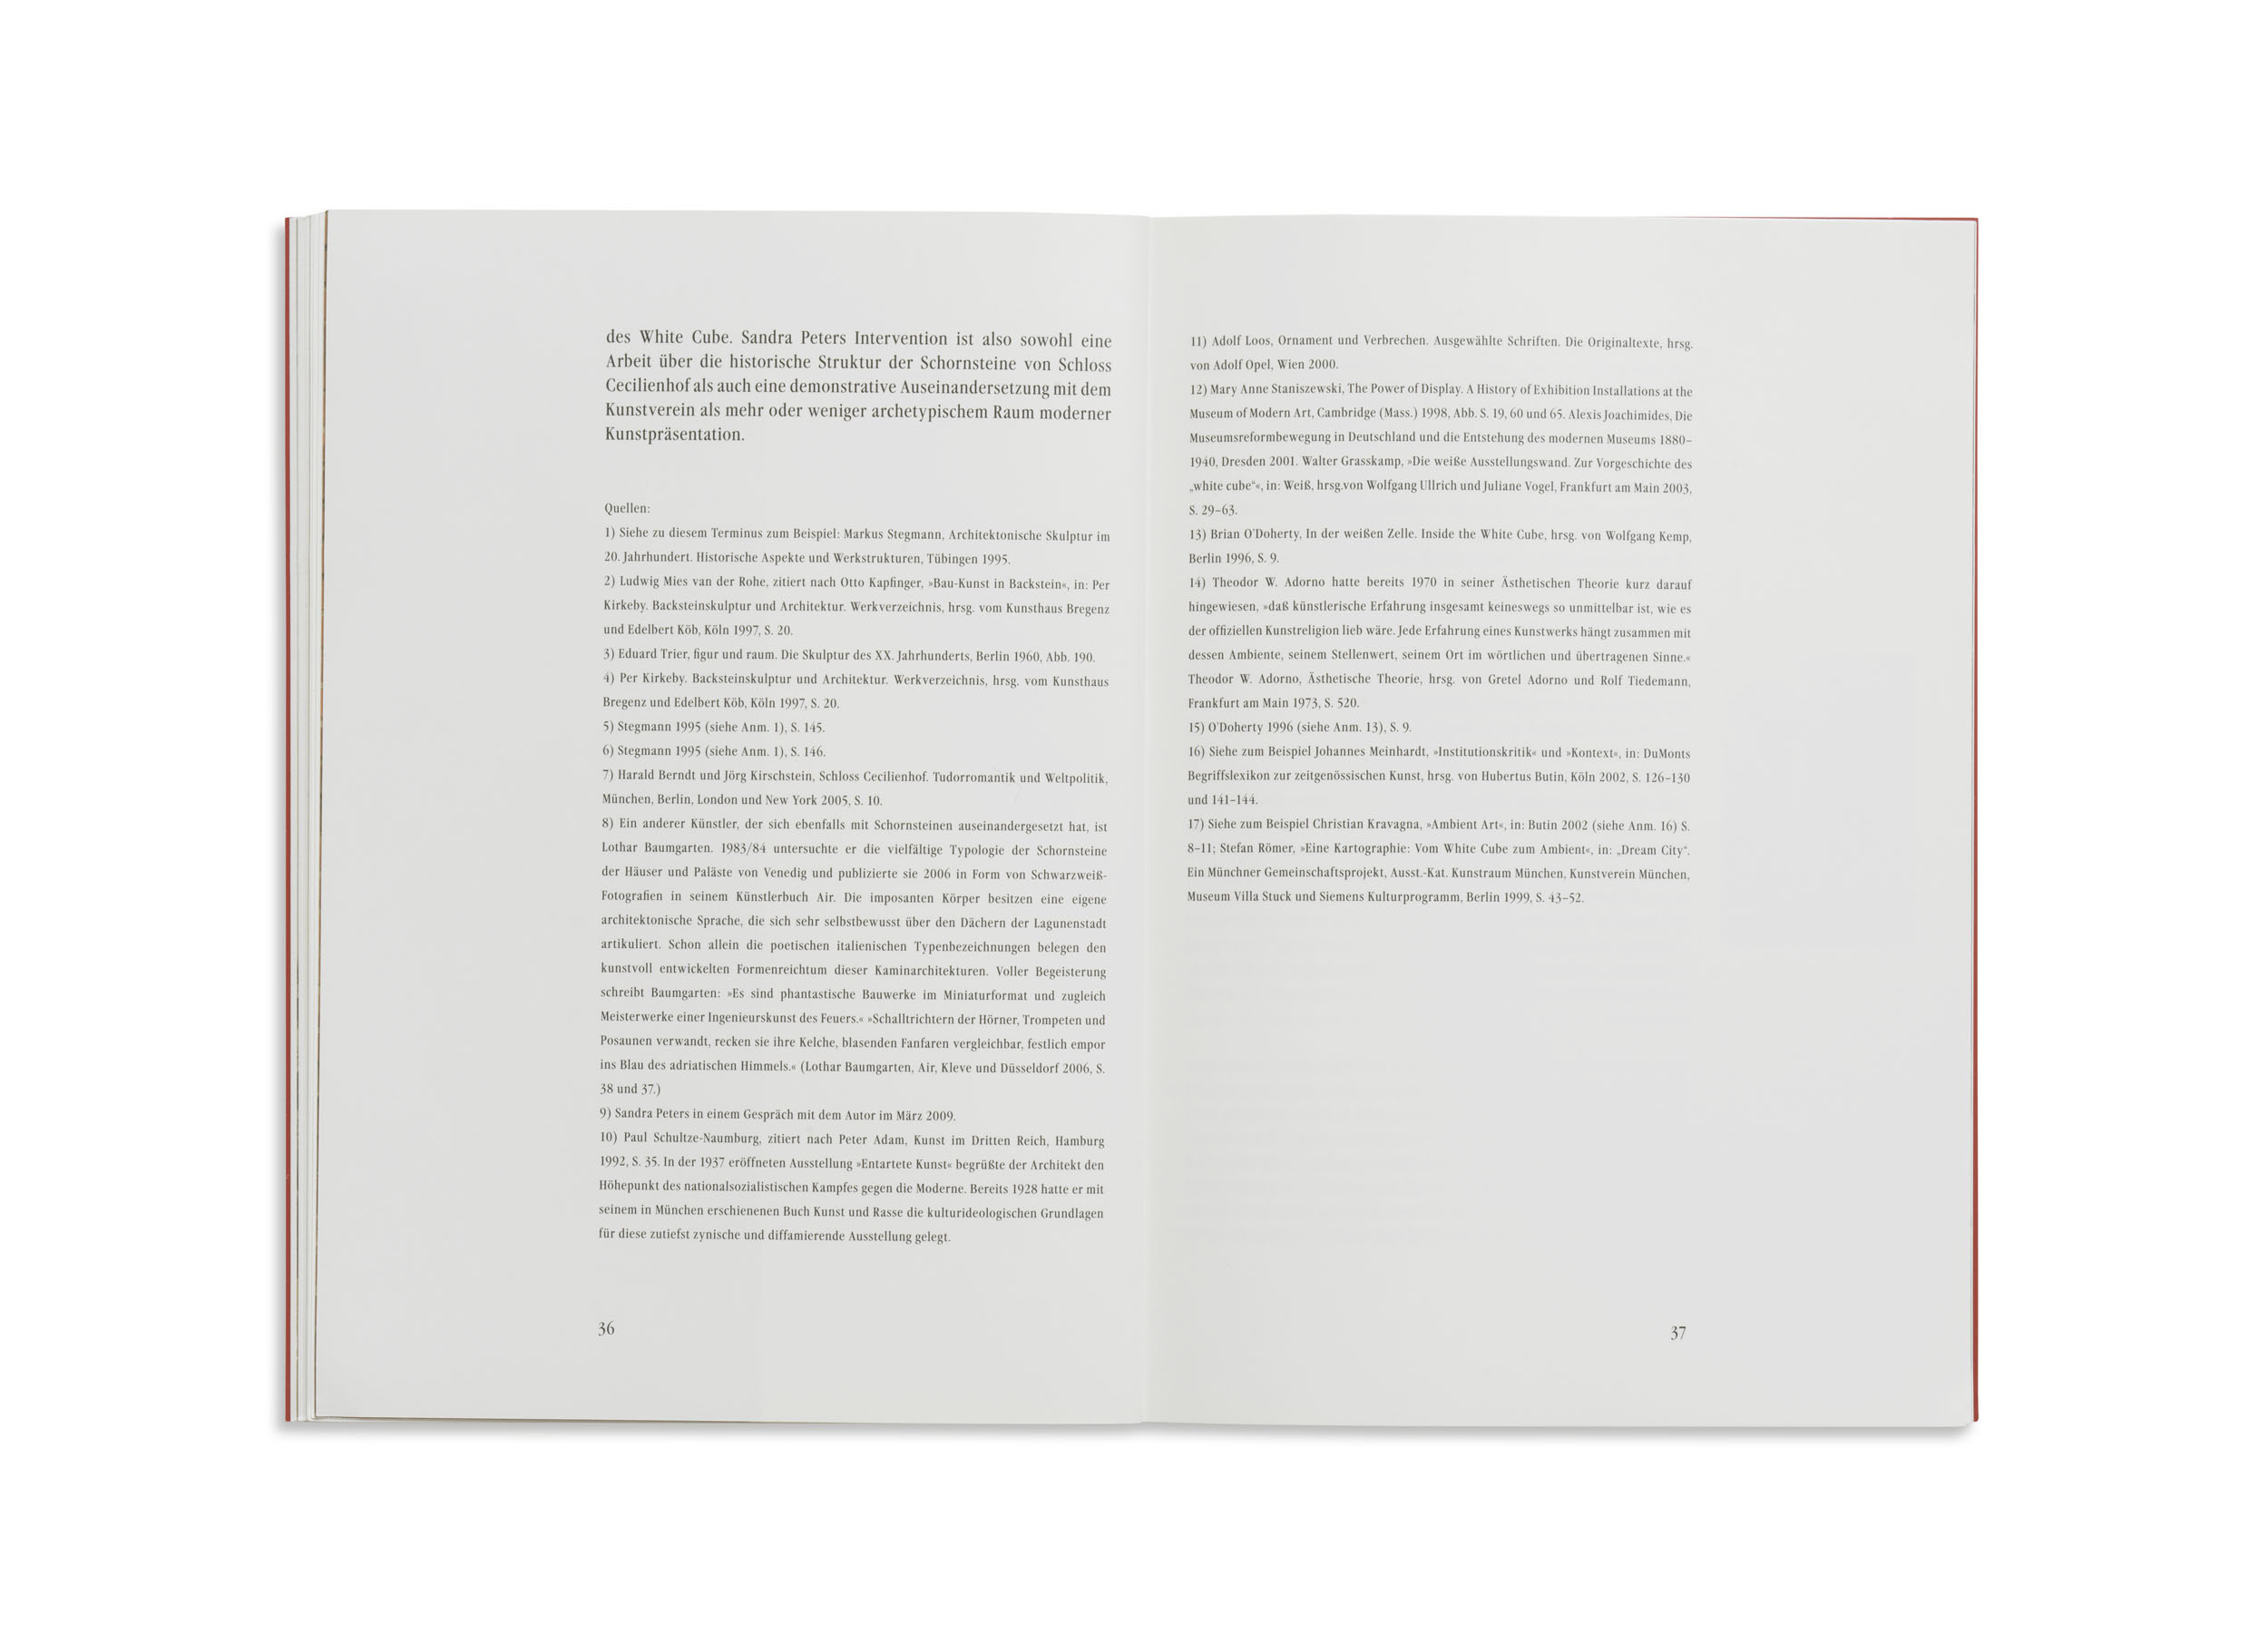 des White Cube. Sandra Peters Intervention ist also sowohl eine
Arbeit über die historische Struktur der Schornsteine von Schloss
Cecilienhof als auch eine demonstrative Auseinandersetzung mit dem
Kunstverein als mehr oder weniger archetypischem Raum moderner
Kunstpräsentation.
Quellen:
1) Siehe zu diesem Terminus zum Beispiel: Markus Stegmann, Architektonische Skulptur im
20. Jahrhundert. Historische Aspekte und Werkstrukturen, Tübingen 1995.
2) Ludwig Mies van der Rohe, zitiert nach Otto Kapfinger, »Bau-Kunst in Backstein«, in: Per
Kirkeby. Backsteinskulptur und Architektur. Werkverzeichnis, hrsg. vom Kunsthaus Bregenz
und Edelbert Köb, Köln 1997, S. 20.
3) Eduard Trier, figur und raum. Die Skulptur des XX. Jahrhunderts, Berlin 1960, Abb. 190.
4) Per Kirkeby. Backsteinskulptur und Architektur. Werkverzeichnis, hrsg. vom Kunsthaus
Bregenz und Edelbert Köb, Köln 1997, S. 20.
5) Stegmann 1995 (siehe Anm. 1), S. 145.
6) Stegmann 1995 (siehe Anm. 1), S. 146.
7) Harald Berndt und Jörg Kirschstein, Schloss Cecilienhof. Tudorromantik und Weltpolitik,
München, Berlin, London und New York 2005, S. 10.
8) Ein anderer Künstler, der sich ebenfalls mit Schornsteinen auseinandergesetzt hat, ist
Lothar Baumgarten. 1983/84 untersuchte er die vielfältige Typologie der Schornsteine
der Häuser und Paläste von Venedig und publizierte sie 2006 in Form von Schwarzweiß-
Fotografien in seinem Künstlerbuch Air. Die imposanten Körper besitzen eine eigene
architektonische Sprache, die sich sehr selbstbewusst über den Dächern der Lagunenstadt
artikuliert. Schon allein die poetischen italienischen Typenbezeichnungen belegen den
kunstvoll entwickelten Formenreichtum dieser Kaminarchitekturen. Voller Begeisterung
schreibt Baumgarten: »Es sind phantastische Bauwerke im Miniaturformat und zugleich
Meisterwerke einer Ingenieurskunst des Feuers.« »Schalltrichtern der Hörner, Trompeten und
Posaunen verwandt, recken sie ihre Kelche, blasenden Fanfaren vergleichbar, festlich empor
ins Blau des adriatischen Himmels.« (Lothar Baumgarten, Air, Kleve und Düsseldorf 2006, S.
38 und 37.)
9) Sandra Peters in einem Gespräch mit dem Autor im März 2009.
10) Paul Schultze-Naumburg, zitiert nach Peter Adam, Kunst im Dritten Reich, Hamburg
1992, S. 35. In der 1937 eröffneten Ausstellung »Entartete Kunst« begrüßte der Architekt den
Höhepunkt des nationalsozialistischen Kampfes gegen die Moderne. Bereits 1928 hatte er mit
seinem in München erschienenen Buch Kunst und Rasse die kulturideologischen Grundlagen
für diese zutiefst zynische und diffamierende Ausstellung gelegt.
36
11) Adolf Loos, Ornament und Verbrechen. Ausgewählte Schriften. Die Originaltexte, hrsg.
von Adolf Opel, Wien 2000.
12) Mary Anne Staniszewski, The Power of Display. A History of Exhibition Installations at the
Museum of Modern Art, Cambridge (Mass.) 1998, Abb. S. 19, 60 und 65. Alexis Joachimides, Die
Museumsreformbewegung in Deutschland und die Entstehung des modernen Museums 1880–
1940, Dresden 2001. Walter Grasskamp, »Die weiße Ausstellungswand. Zur Vorgeschichte des
„white cube“«, in: Weiß, hrsg.von Wolfgang Ullrich und Juliane Vogel, Frankfurt am Main 2003,
S. 29–63.
13) Brian O'Doherty, In der weißen Zelle. Inside the White Cube, hrsg. von Wolfgang Kemp,
Berlin 1996, S. 9.
14) Theodor W. Adorno hatte bereits 1970 in seiner Ästhetischen Theorie kurz darauf
hingewiesen, »daß künstlerische Erfahrung insgesamt keineswegs so unmittelbar ist, wie es
der offiziellen Kunstreligion lieb wäre. Jede Erfahrung eines Kunstwerks hängt zusammen mit
dessen Ambiente, seinem Stellenwert, seinem Ort im wörtlichen und übertragenen Sinne.«
Theodor W. Adorno, Ästhetische Theorie, hrsg. von Gretel Adorno und Rolf Tiedemann,
Frankfurt am Main 1973, S. 520.
15) O'Doherty 1996 (siehe Anm. 13), S. 9.
16) Siehe zum Beispiel Johannes Meinhardt, »Institutionskritik« und »Kontext«, in: DuMonts
Begriffslexikon zur zeitgenössischen Kunst, hrsg. von Hubertus Butin, Köln 2002, S. 126–130
und 141–144.
17) Siehe zum Beispiel Christian Kravagna, »Ambient Art«, in: Butin 2002 (siehe Anm. 16) S.
8–11; Stefan Römer, »Eine Kartographie: Vom White Cube zum Ambient«, in: „Dream City“.
Ein Münchner Gemeinschaftsprojekt, Ausst.-Kat. Kunstraum München, Kunstverein München,
Museum Villa Stuck und Siemens Kulturprogramm, Berlin 1999, S. 43–52.
37